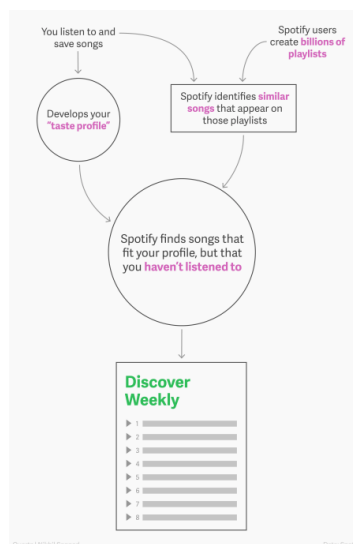 You listen to and
save songs
Spotify users
create billions of
playlists
Develops your
"taste profile"
Spotify identifies similar
songs that appear on
those playlists
Spotify finds songs that
fit your profile, but that
you haven't listened to
Discover
Weekly
1
2
3
4
5
6
7
8